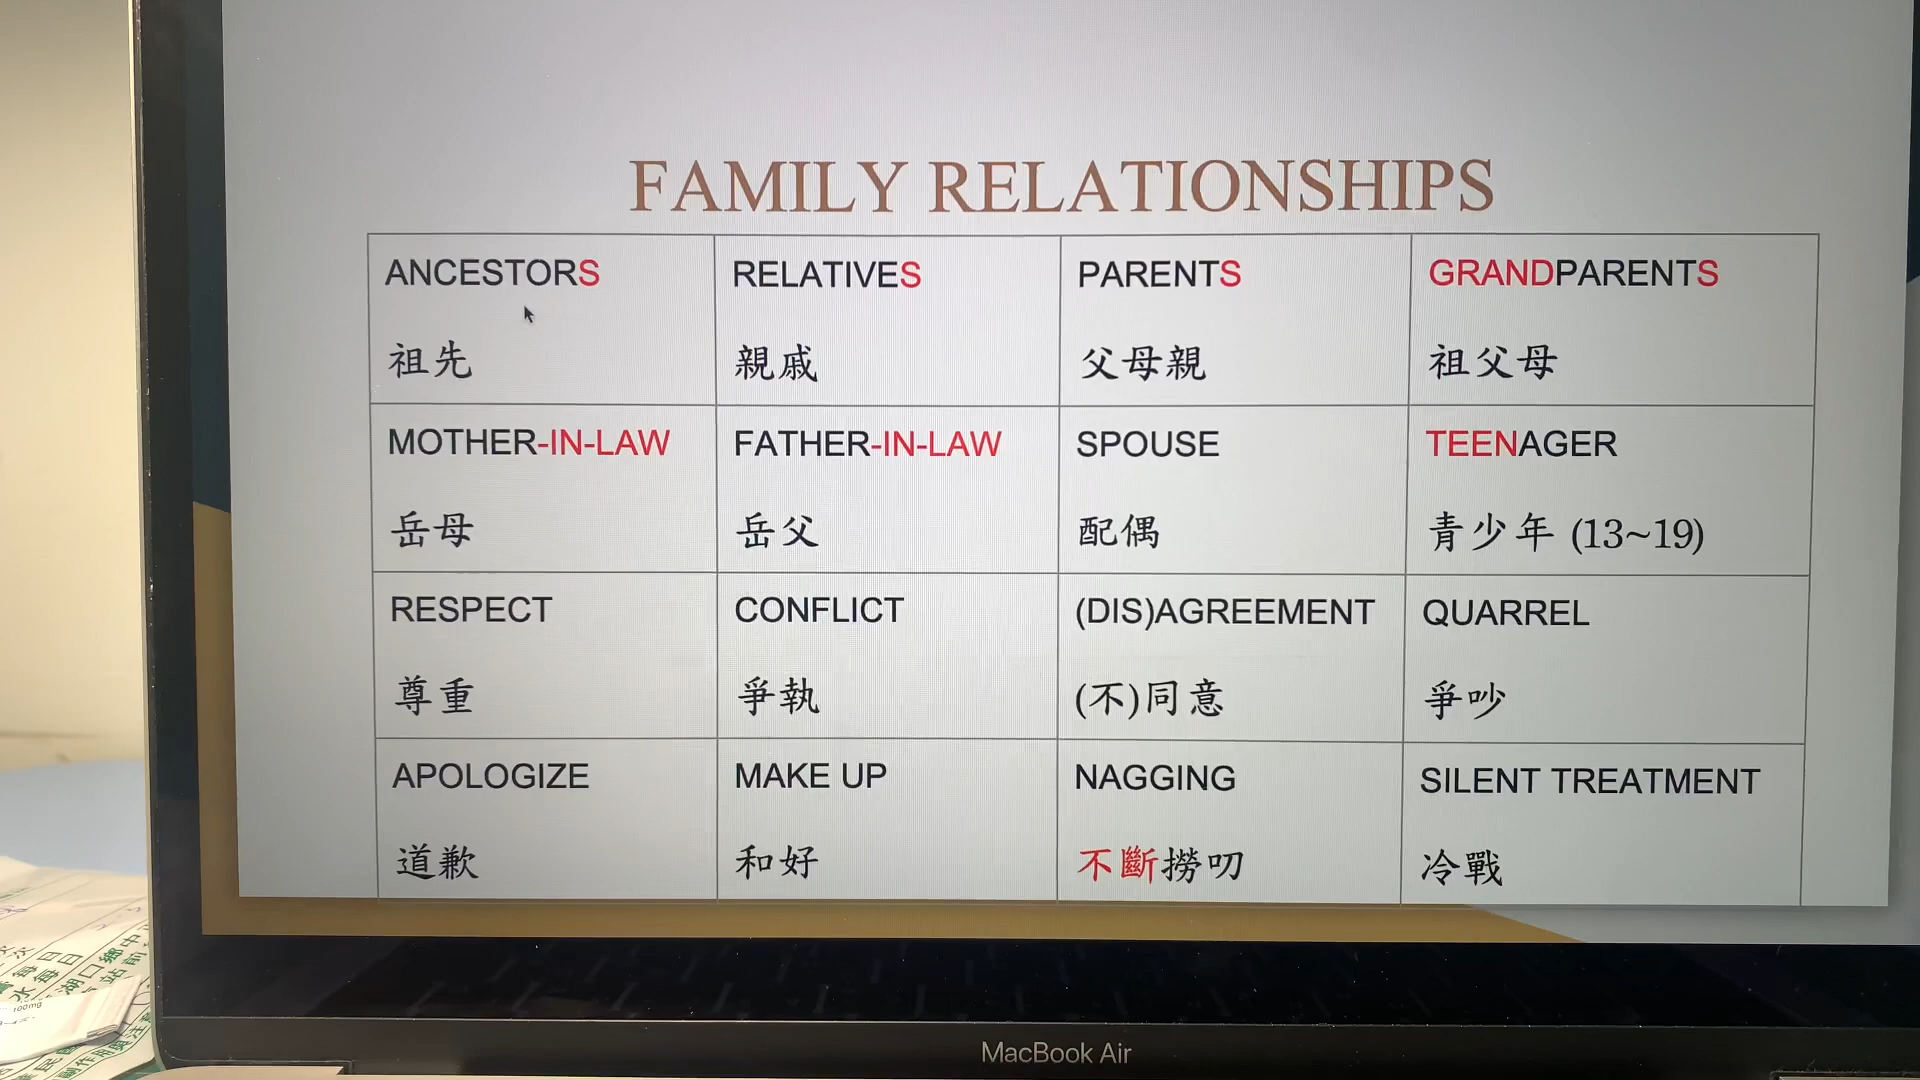 FAMILY RELATIONSHIPS
ANCESTORS
祖先
RELATIVES
親戚
PARENTS
父母親
GRANDPARENTS
祖父母
MOTHER-IN-LAW
岳母
FATHER-IN-LAW
岳父
SPOUSE
配偶
TEENAGER
青少年 (13~19)
RESPECT
尊重
CONFLICT
爭執
(DIS)AGREEMENT
(不)同意
QUARREL
爭吵
APOLOGIZE
道歉
MAKE UP
和好
NAGGING
不斷撈叨
SILENT TREATMENT
冷戰
MacBook Air
100mg